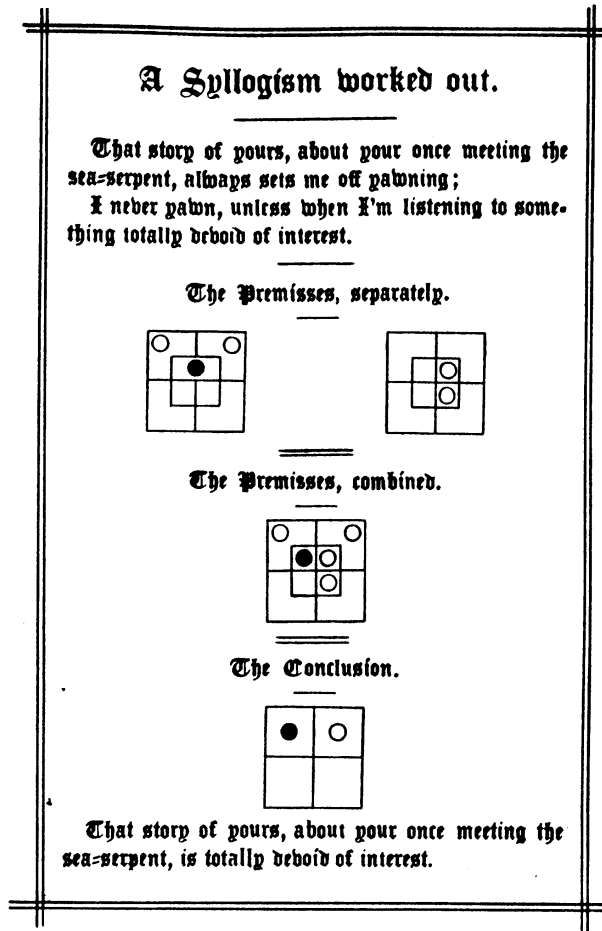 A Syllogism worked out.
That story of yours, about your once meeting the
sea-serpent, always sets me off yawning;
I never yawn, unless when I'm listening to some-
thing totally devoid of interest.
The Premisses, separately.
The Premisses, combined.
The Conclusion.
That story of yours, about your once meeting the
sea-serpent, is totally devoid of interest.